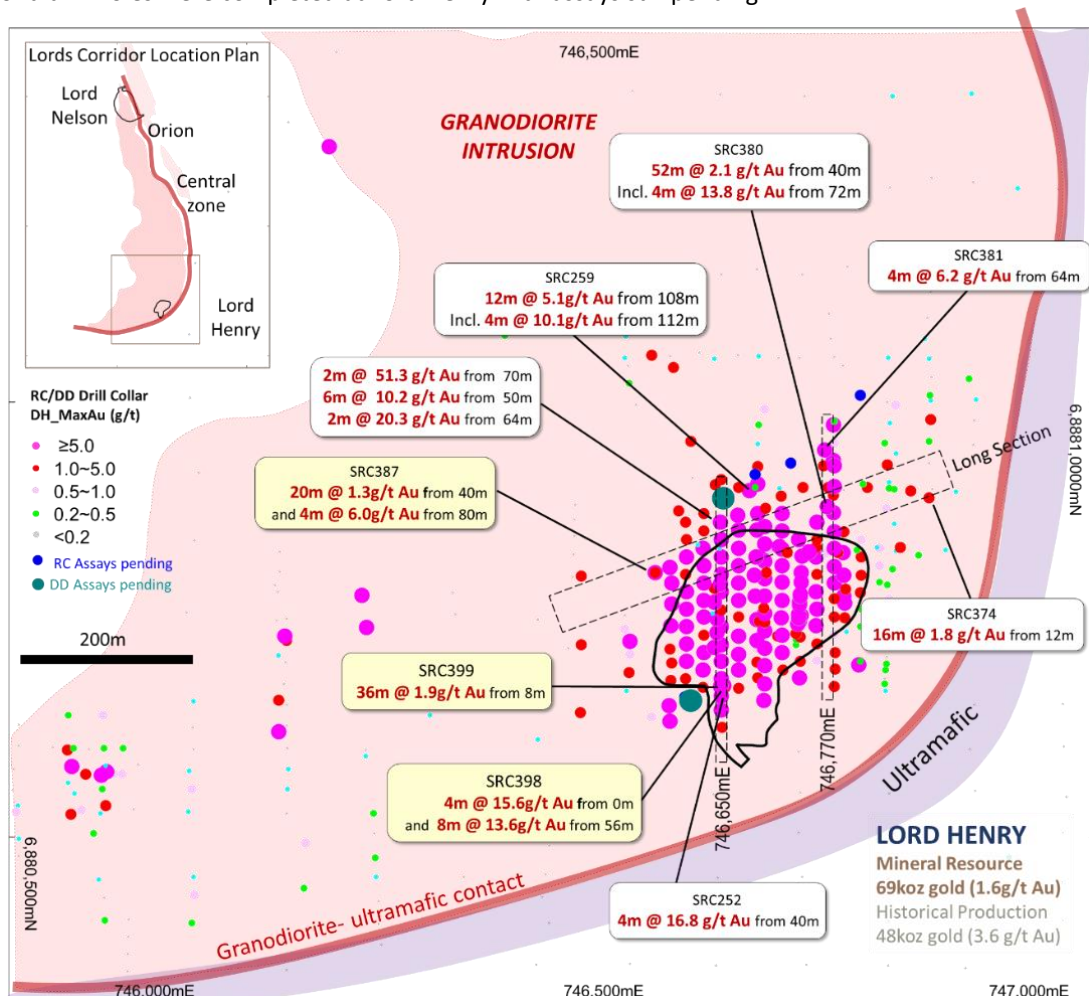 746,500mE
Lords Corridor Location Plan
Lord
Nelson
Orion
Central
zone
Lord
Henry
GRANODIORITE
INTRUSION
SRC380
52m @ 2.1 g/t Au from 40m
Incl. 4m @ 13.8 g/t Au from 72m
SRC381
4m @ 6.2 g/t Au from 64m
SRC259
12m @ 5.1g/t Au from 108m
Incl. 4m @ 10.1g/t Au from 112m
2m @ 51.3 g/t Au from 70m
6m @ 10.2 g/t Au from 50m
2m @ 20.3 g/t Au from 64m
RC/DD Drill Collar
DH_MaxAu (g/t)
≥5.0
1.0~5.0
0.5~1.0
0.2~0.5
<0.2
RC Assays pending
DD Assays pending
200m
6,8881,0000mN
Long Section
SRC387
20m @ 1.3g/t Au from 40m
and 4m @ 6.0g/t Au from 80m
SRC374
16m @ 1.8 g/t Au from 12m
SRC399
36m @ 1.9g/t Au from 8m
SRC398
4m @ 15.6g/t Au from 0m
and 8m @ 13.6g/t Au from 56m
746,650mE
746,770mE
Ultramafic
SRC252
4m @ 16.8 g/t Au from 40m
6,880,500mN
Granodiorite- ultramafic contact
LORD HENRY
Mineral Resource
69koz gold (1.6g/t Au)
Historical Production
48koz gold (3.6 g/t Au)
746,000mE
746,500mE
747,000mE